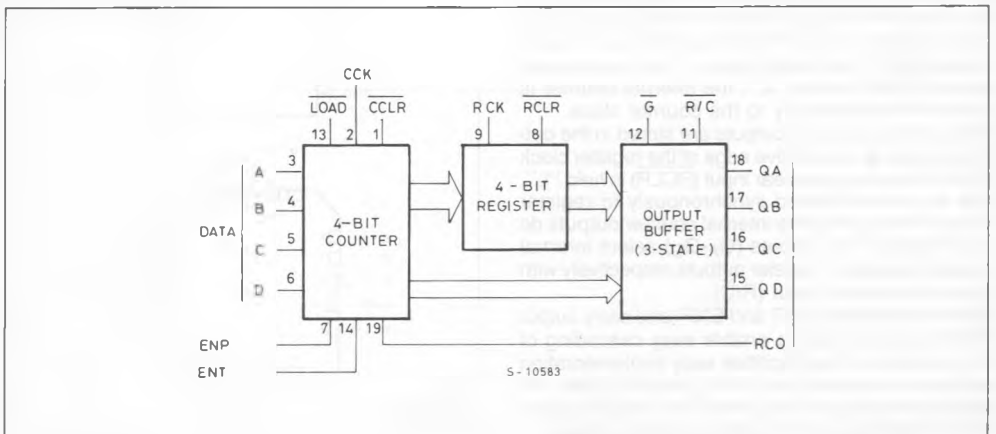 CCK
LOAD CCLR RCK RCLR G R/C
13 2 1 9 8 12 11
3 18
A QA
4 17
B QB
DATA
4-BIT
COUNTER
4-BIT
REGISTER
OUTPUT
BUFFER
(3-STATE)
5 16
C QC
6 15
D QD
7 14 19
ENP RCO
ENT
S-10583